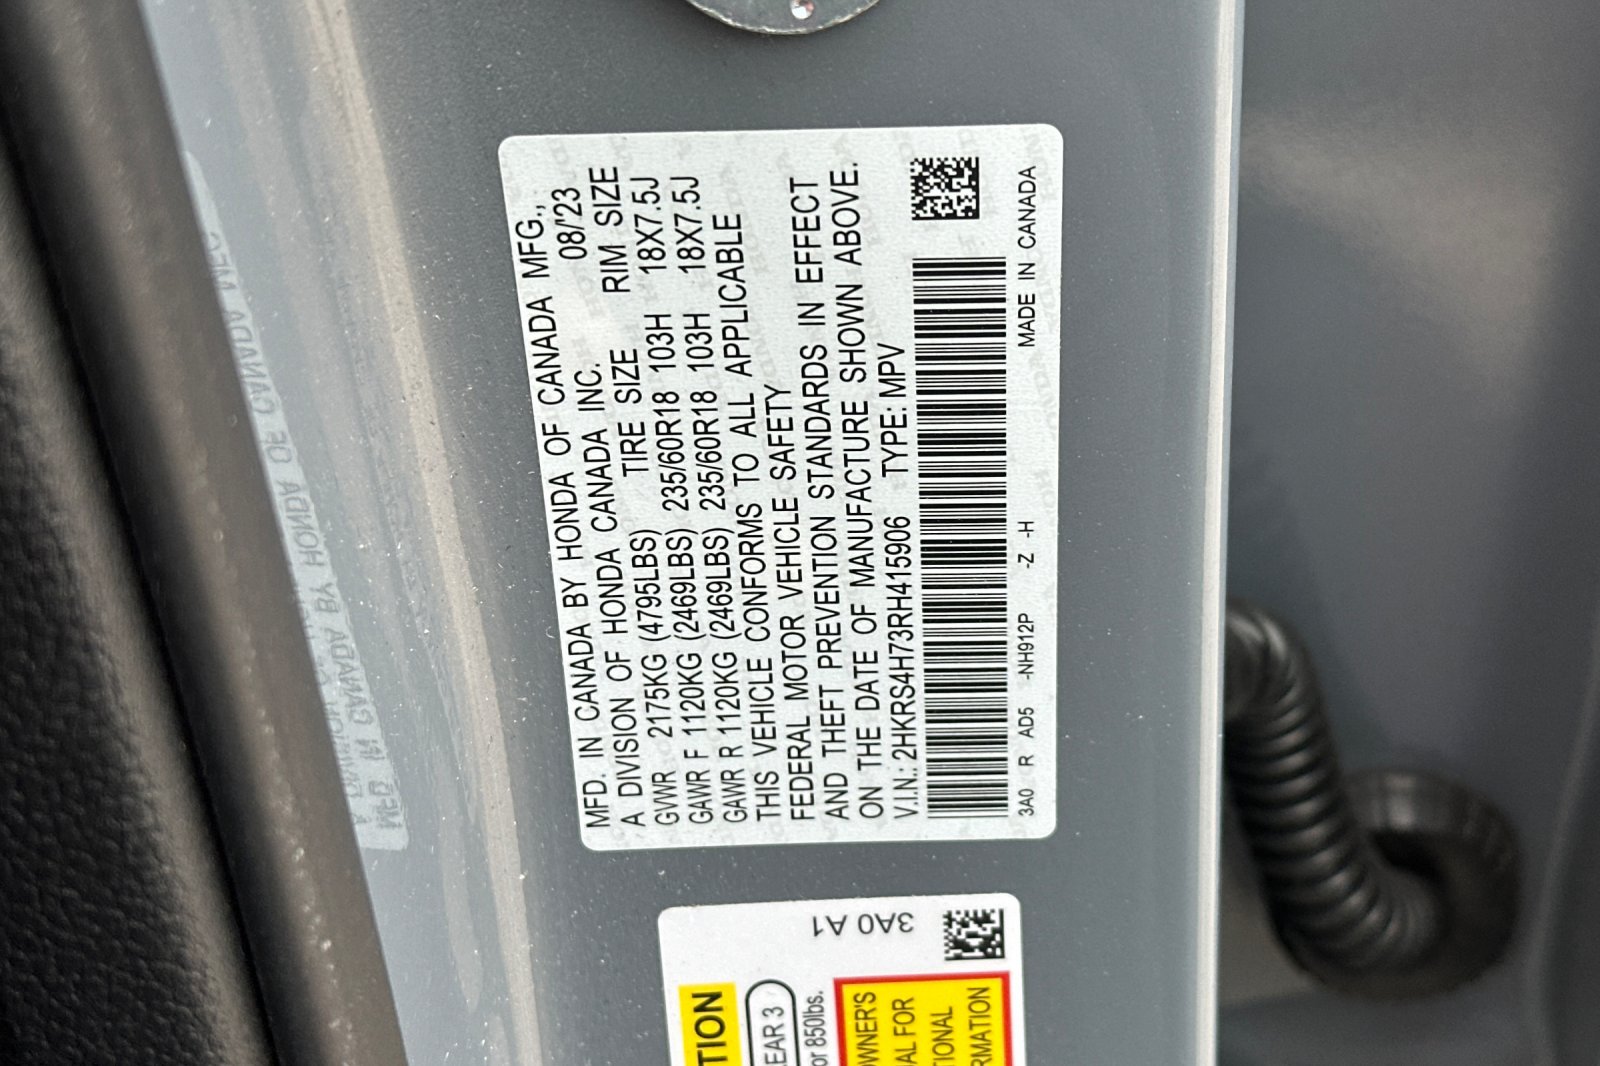 MFD. IN CANADA BY HONDA OF CANADA MFG.,
A DIVISION OF HONDA CANADA INC. 08/'23
GVWR 2175KG (4795LBS) TIRE SIZE RIM SIZE
GAWR F 1120KG (2469LBS) 235/60R18 103H 18X7.5J
GAWR R 1120KG (2469LBS) 235/60R18 103H 18X7.5J
THIS VEHICLE CONFORMS TO ALL APPLICABLE
FEDERAL MOTOR VEHICLE SAFETY
AND THEFT PREVENTION STANDARDS IN EFFECT
ON THE DATE OF MANUFACTURE SHOWN ABOVE.
V.I.N.: 2HKRS4H73RH415906 TYPE: MPV
3A0 R AD5 -NH912P -Z -H MADE IN CANADA
3A0 A1
850lbs.